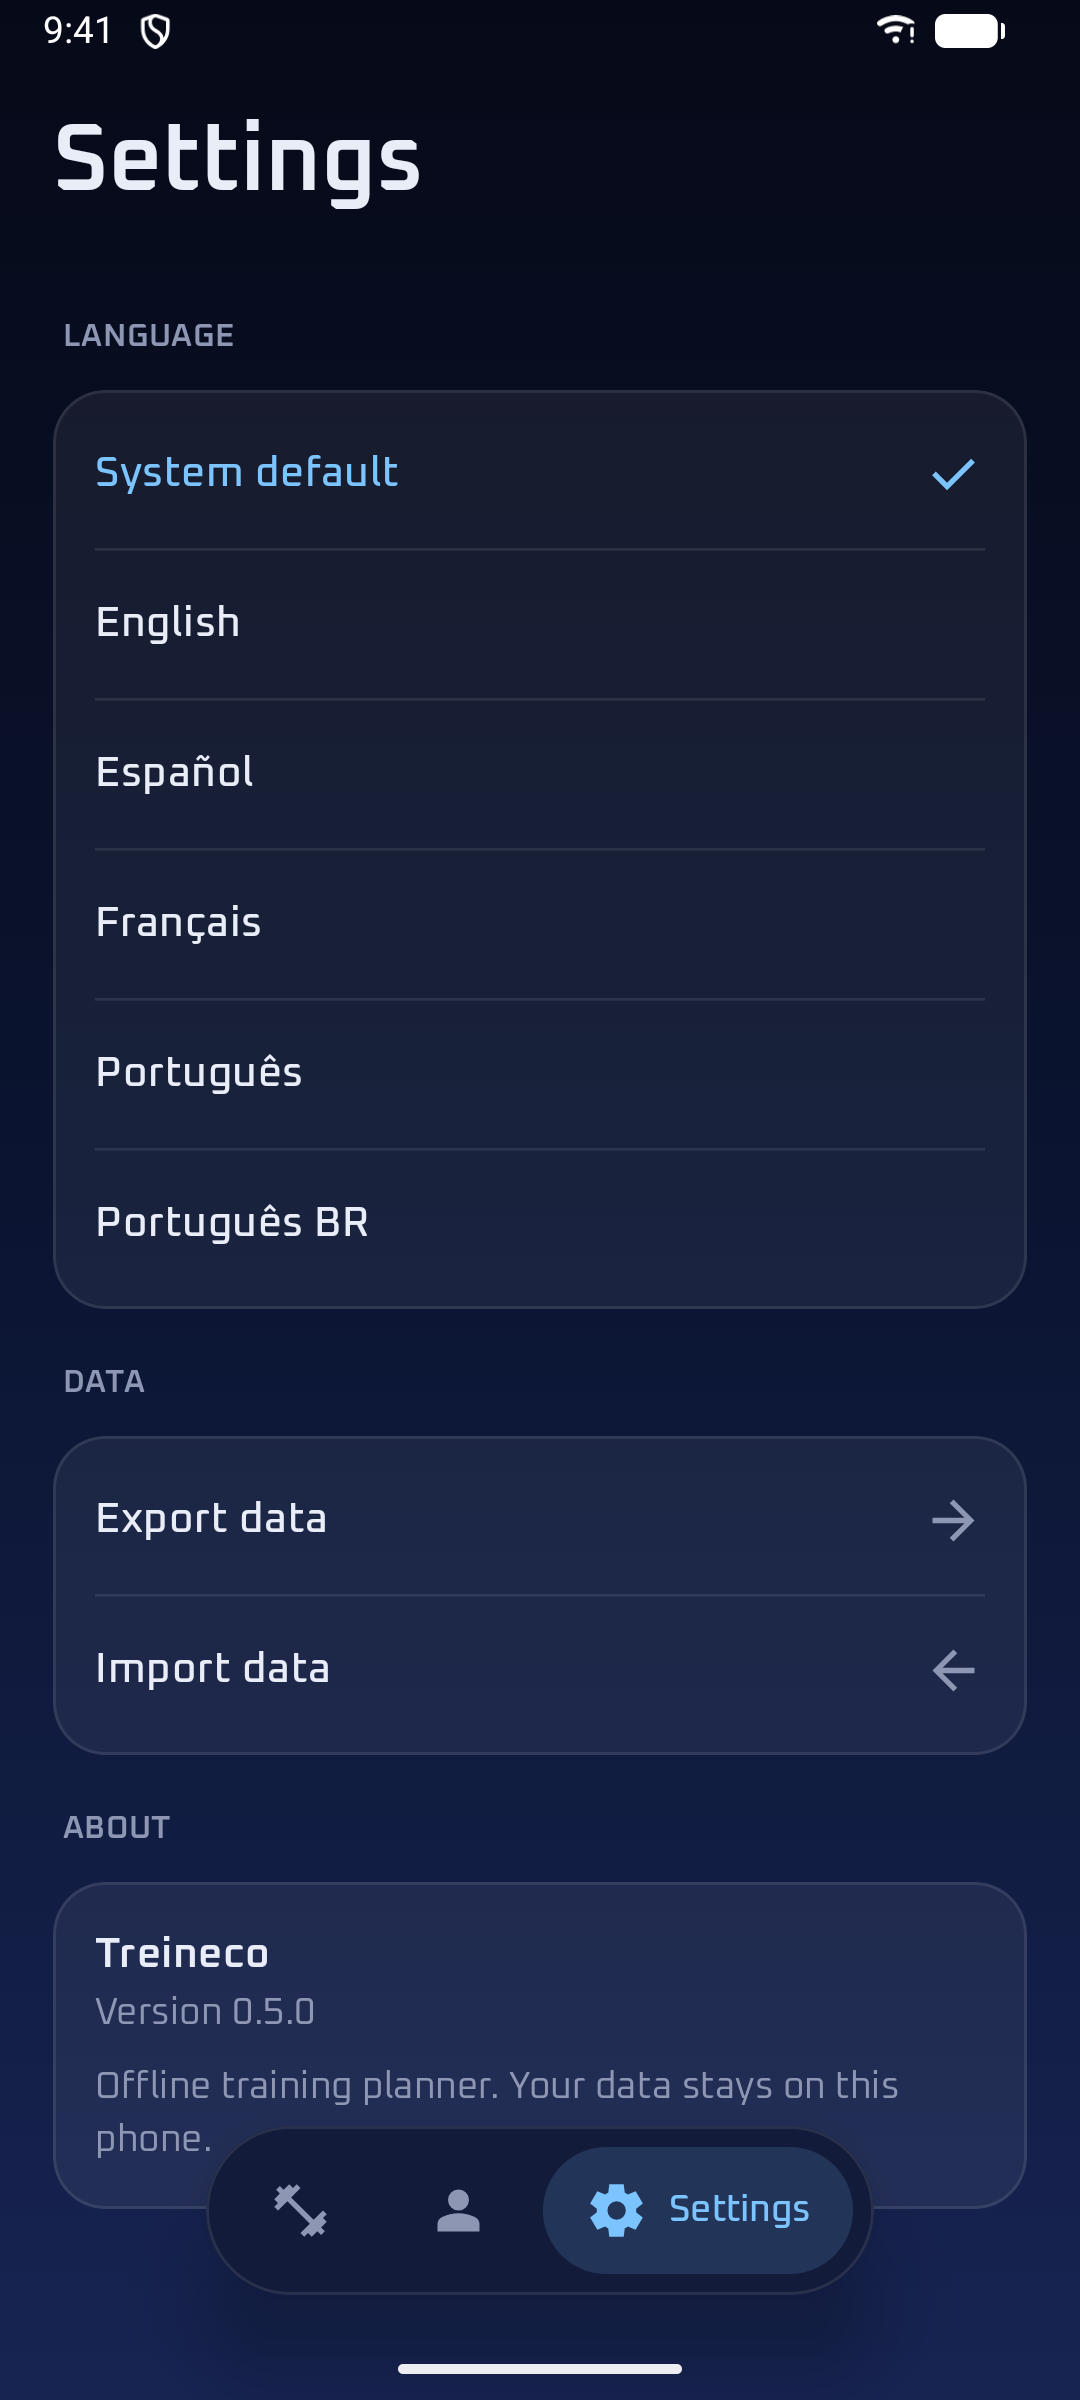 9:41
Settings
LANGUAGE
System default
English
Español
Français
Português
Português BR
DATA
Export data
Import data
ABOUT
Treineco
Version 0.5.0
Offline training planner. Your data stays on this
phone.
Settings